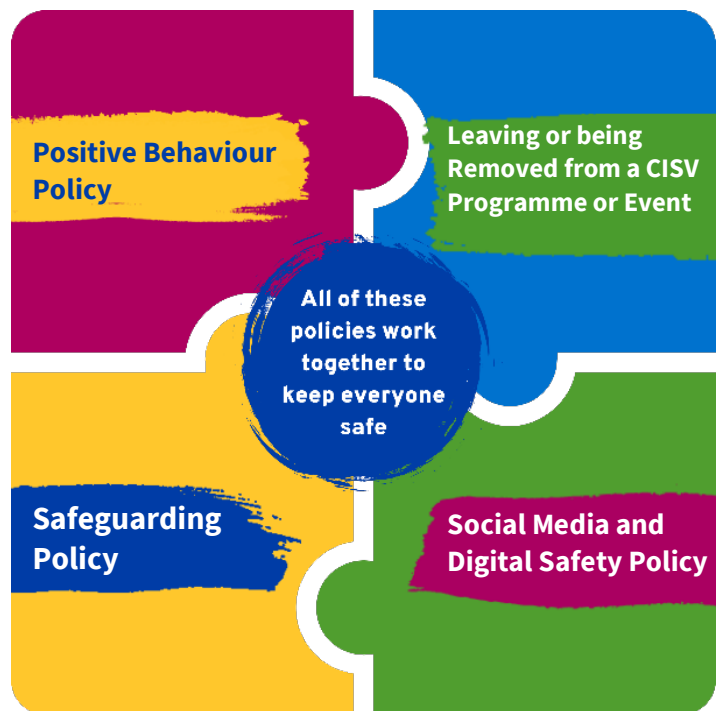 Positive Behaviour
Policy
Leaving or being
Removed from a CISV
Programme or Event
All of these
policies work
together to
keep everyone
safe
Safeguarding
Policy
Social Media and
Digital Safety Policy